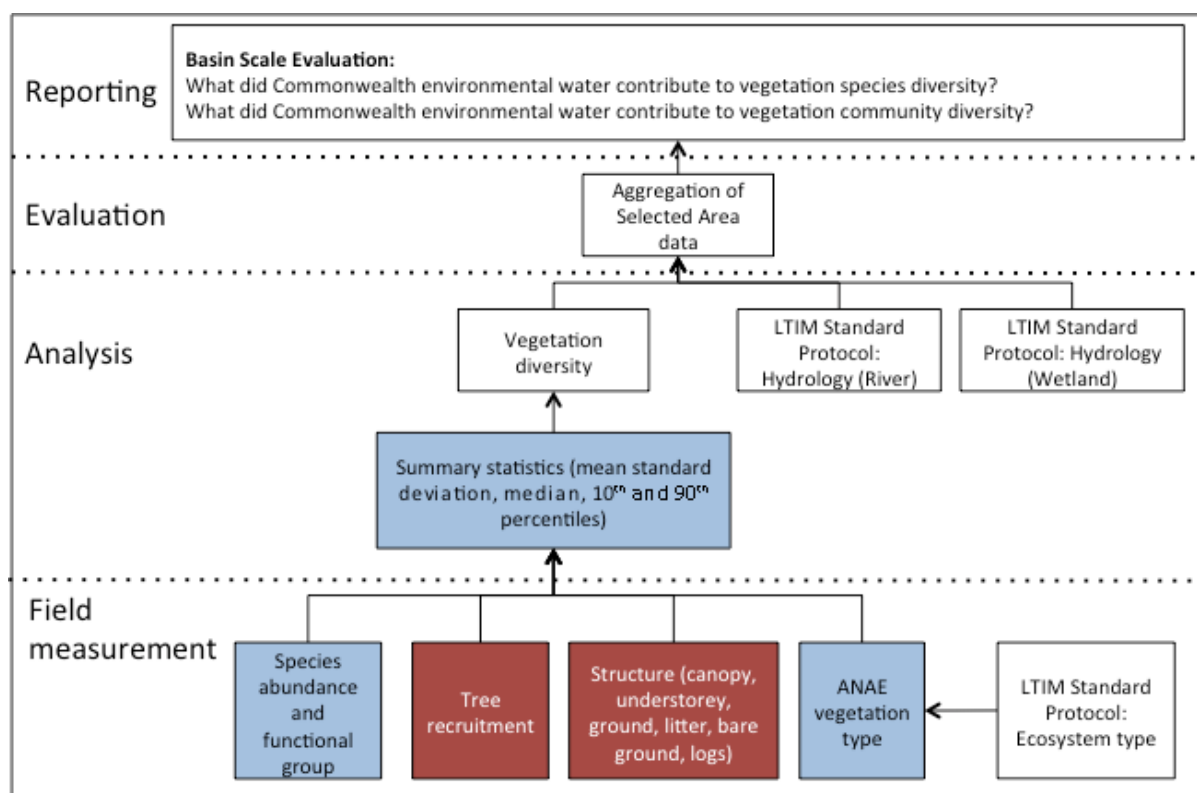 Reporting
Basin Scale Evaluation:
What did Commonwealth environmental water contribute to vegetation species diversity?
What did Commonwealth environmental water contribute to vegetation community diversity?
Evaluation
Aggregation of
Selected Area
data
Analysis
Vegetation
diversity
LTIM Standard
Protocol:
Hydrology (River)
LTIM Standard
Protocol: Hydrology
(Wetland)
Summary statistics (mean standard
deviation, median, 10ᵗʰ and 90ᵗʰ
percentiles)
Field
measurement
Species
abundance
and
functional
group
Tree
recruitment
Structure (canopy,
understorey,
ground, litter, bare
ground, logs)
ANAE
vegetation
type
LTIM Standard
Protocol:
Ecosystem type